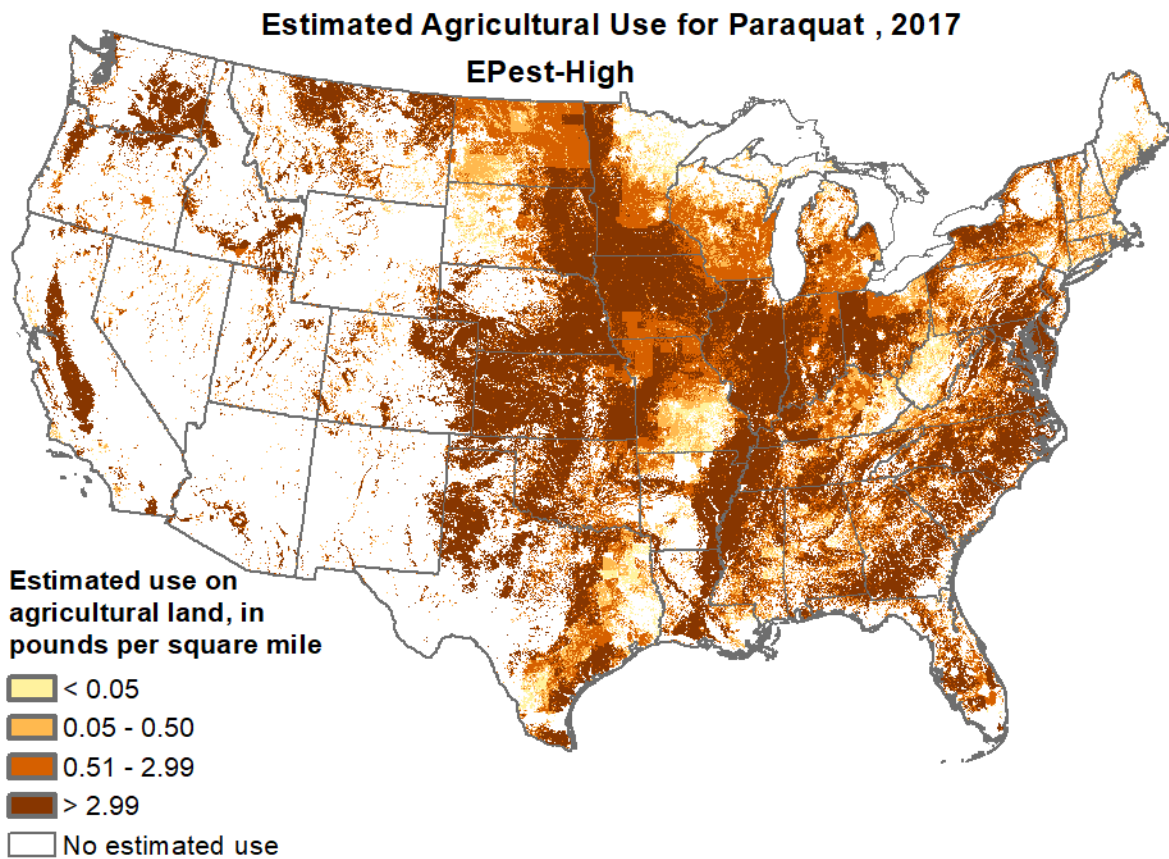 Estimated Agricultural Use for Paraquat , 2017
EPest-High
Estimated use on
agricultural land, in
pounds per square mile
< 0.05
0.05 - 0.50
0.51 - 2.99
> 2.99
No estimated use